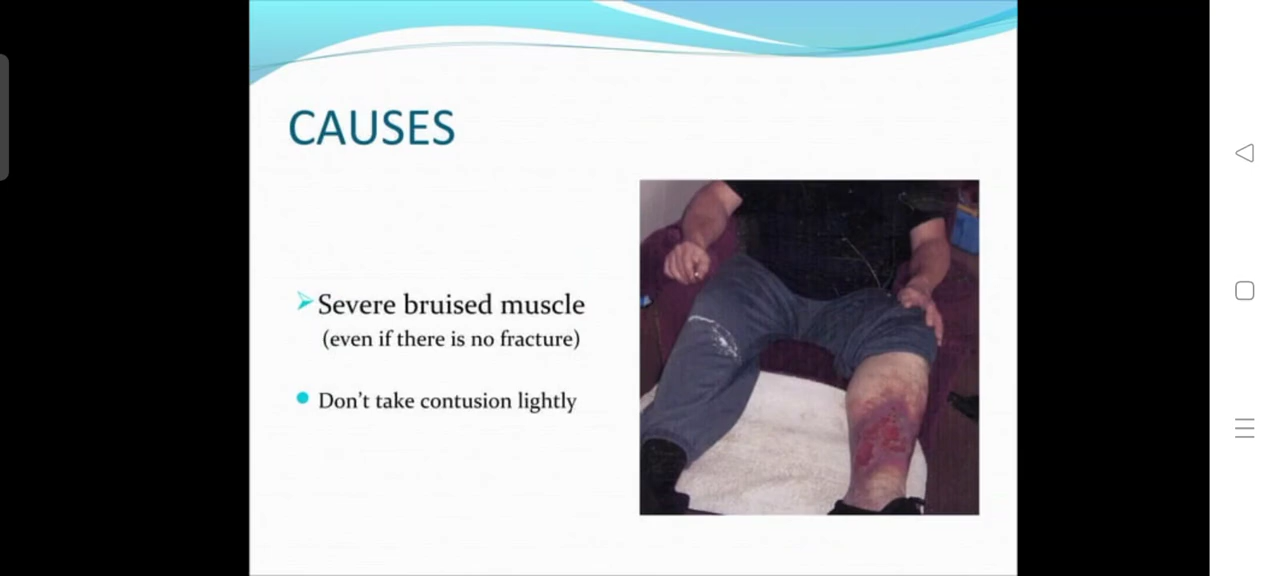 CAUSES
Severe bruised muscle
(even if there is no fracture)
Don't take contusion lightly